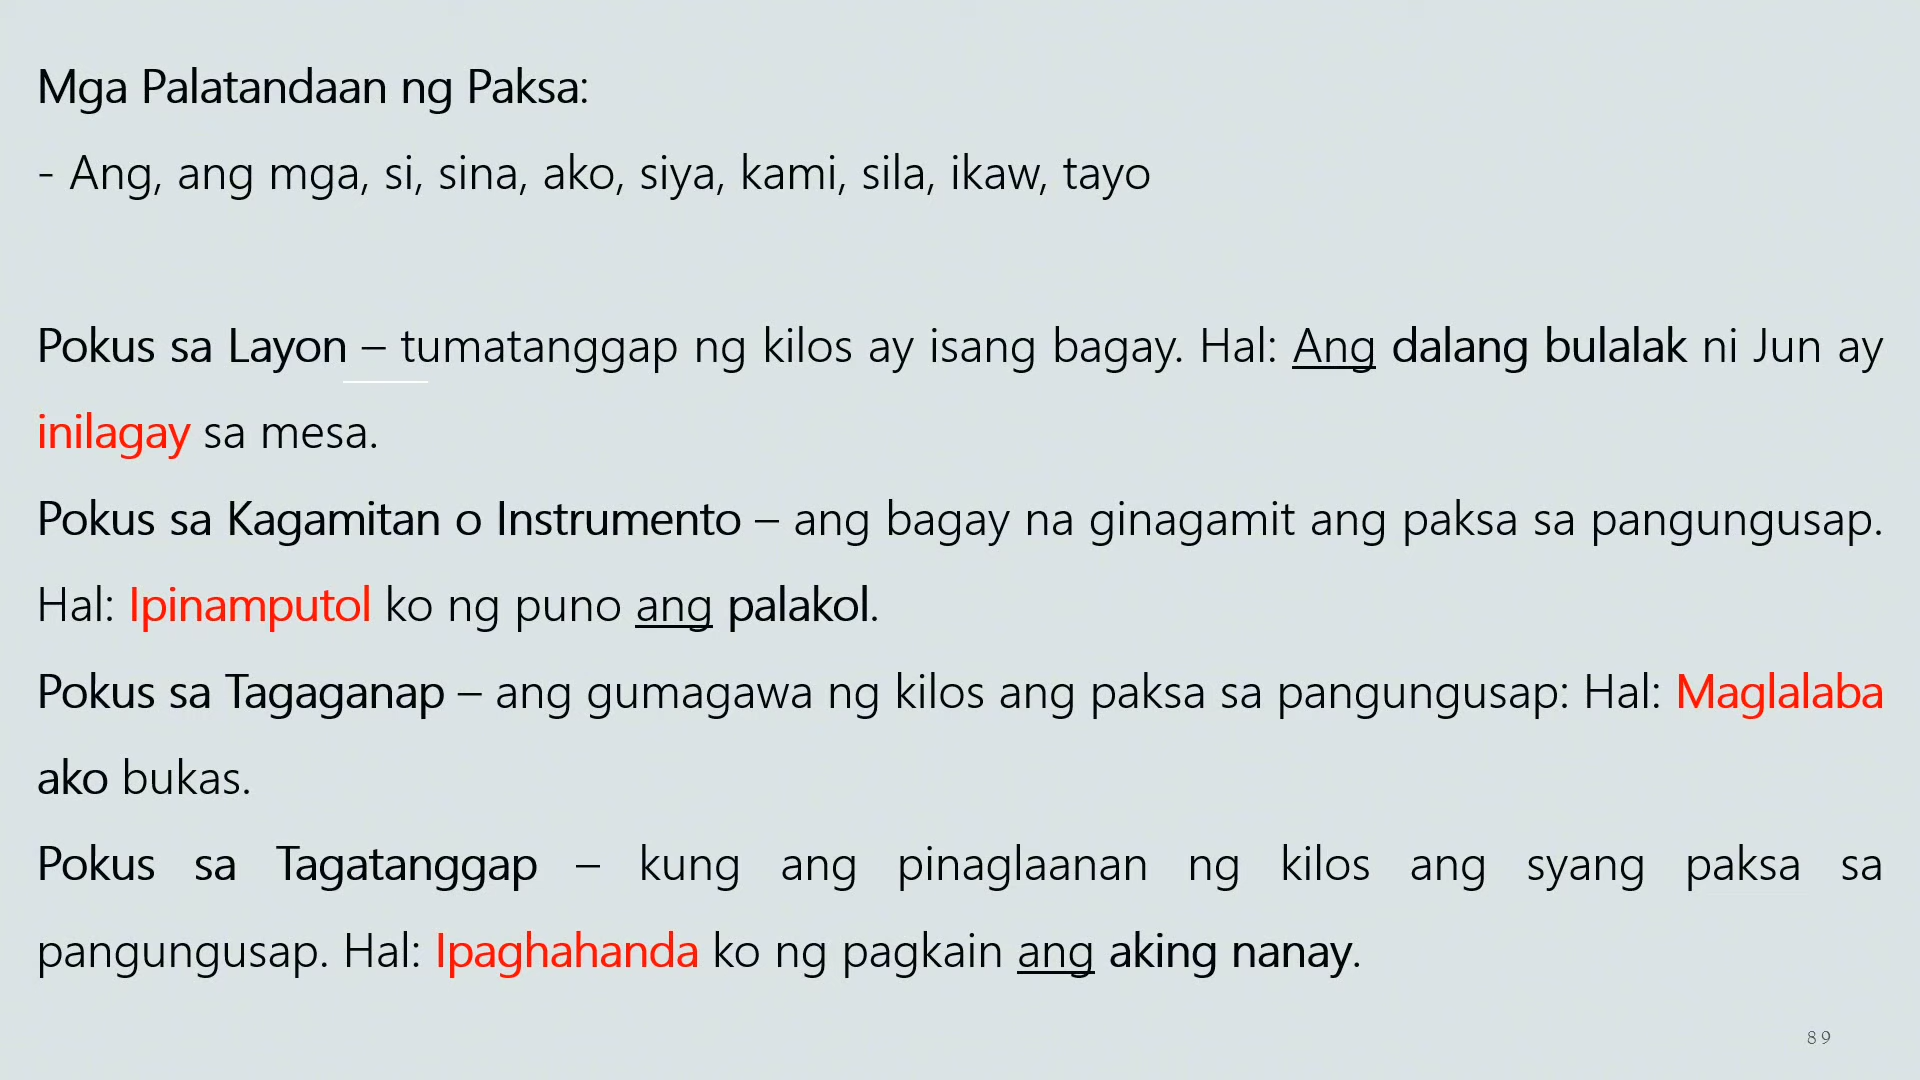 Mga Palatandaan ng Paksa:
- Ang, ang mga, si, sina, ako, siya, kami, sila, ikaw, tayo
Pokus sa Layon – tumatanggap ng kilos ay isang bagay. Hal: Ang dalang bulalak ni Jun ay
inilagay sa mesa.
Pokus sa Kagamitan o Instrumento – ang bagay na ginagamit ang paksa sa pangungusap.
Hal: Ipinamputol ko ng puno ang palakol.
Pokus sa Tagaganap – ang gumagawa ng kilos ang paksa sa pangungusap: Hal: Maglalaba
ako bukas.
Pokus sa Tagatanggap – kung ang pinaglaanan ng kilos ang syang paksa sa
pangungusap. Hal: Ipaghahanda ko ng pagkain ang aking nanay.
89